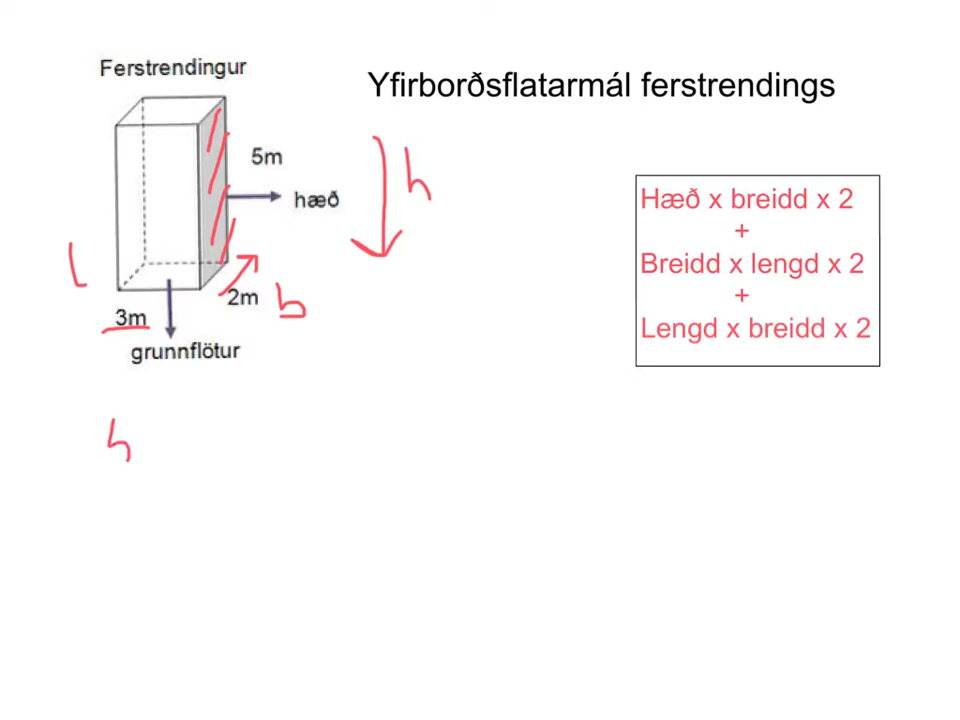 Ferstrendingur
Yfirborðsflatarmál ferstrendings
5m
hæð
h
l
2m
b
3m
grunnflötur
Hæð x breidd x 2
+
Breidd x lengd x 2
+
Lengd x breidd x 2
h